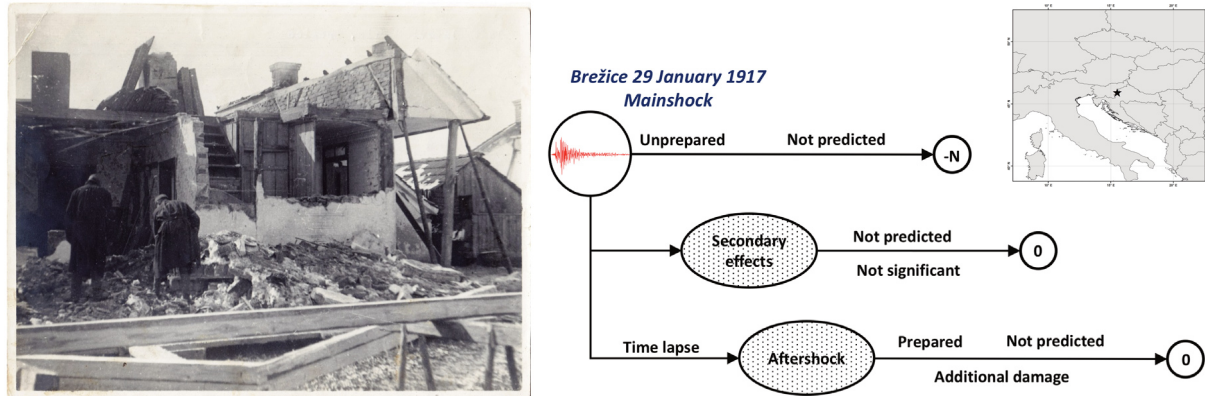 Brežice 29 January 1917
Mainshock
Unprepared Not predicted
-N
Secondary
effects
Not predicted
Not significant
0
Time lapse
Aftershock
Prepared Not predicted
Additional damage
0